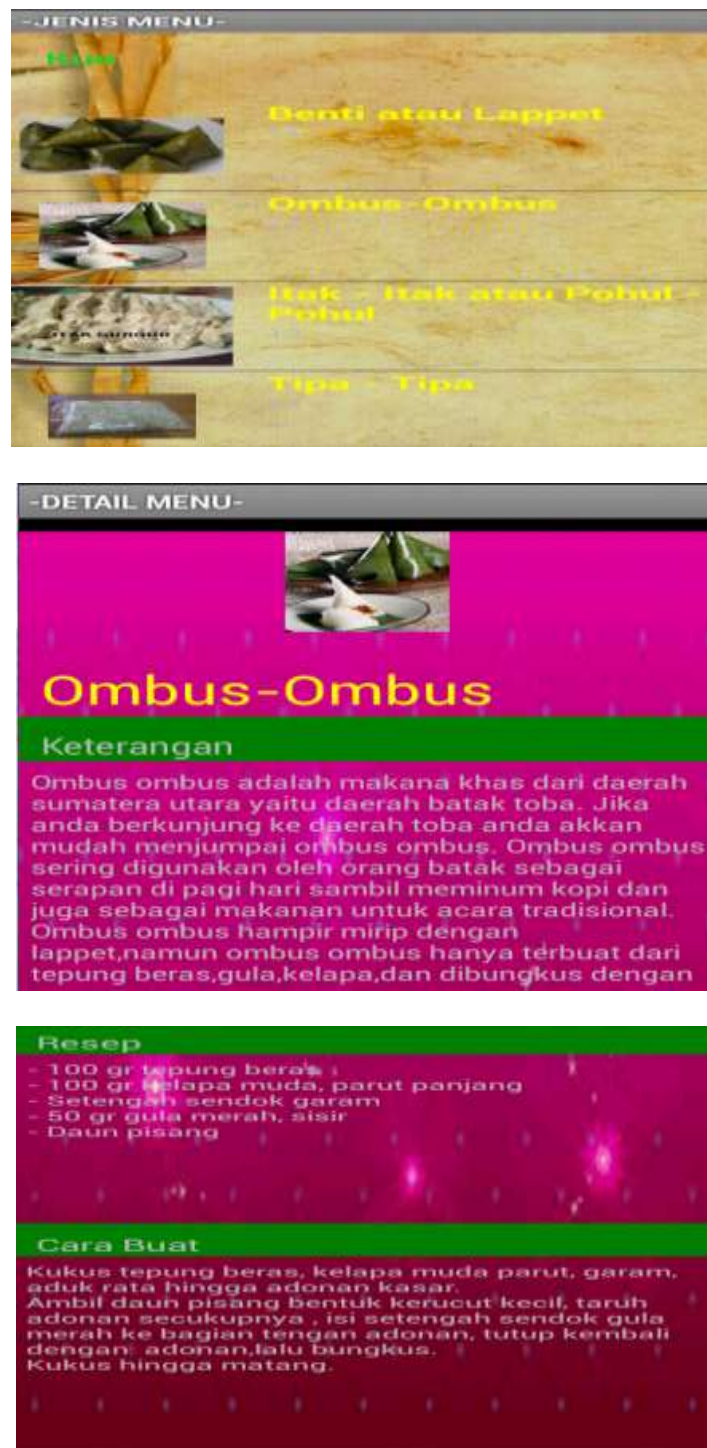 -JENIS MENU-
Kue
Benti atau Lappet
Ombus-Ombus
Itak - Itak atau Pohul -
Pohul
ITAK GURGUR
Tipa - Tipa
-DETAIL MENU-
Ombus-Ombus
Keterangan
Ombus ombus adalah makana khas dari daerah
sumatera utara yaitu daerah batak toba. Jika
anda berkunjung ke daerah toba anda akkan
mudah menjumpai ombus ombus. Ombus ombus
sering digunakan oleh orang batak sebagai
serapan di pagi hari sambil meminum kopi dan
juga sebagai makanan untuk acara tradisional.
Ombus ombus hampir mirip dengan
lappet,namun ombus ombus hanya terbuat dari
tepung beras,gula,kelapa,dan dibungkus dengan
Resep
- 100 gr tepung beras
- 100 gr kelapa muda, parut panjang
- Setengah sendok garam
- 50 gr gula merah, sisir
- Daun pisang
Cara Buat
Kukus tepung beras, kelapa muda parut, garam,
aduk rata hingga adonan kasar.
Ambil daun pisang bentuk kerucut kecil, taruh
adonan secukupnya , isi setengah sendok gula
merah ke bagian tengan adonan, tutup kembali
dengan adonan,lalu bungkus.
Kukus hingga matang.